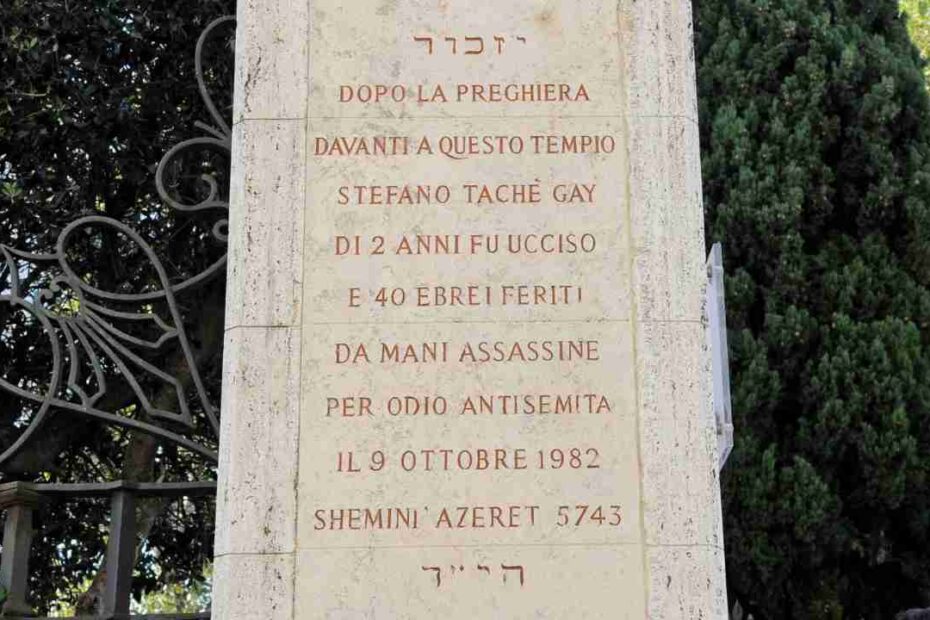 יזכור
DOPO LA PREGHIERA
DAVANTI A QUESTO TEMPIO
STEFANO TACHÈ GAY
DI 2 ANNI FU UCCISO
E 40 EBREI FERITI
DA MANI ASSASSINE
PER ODIO ANTISEMITA
IL 9 OTTOBRE 1982
SHEMINI 'AZERET 5743
הי״ד